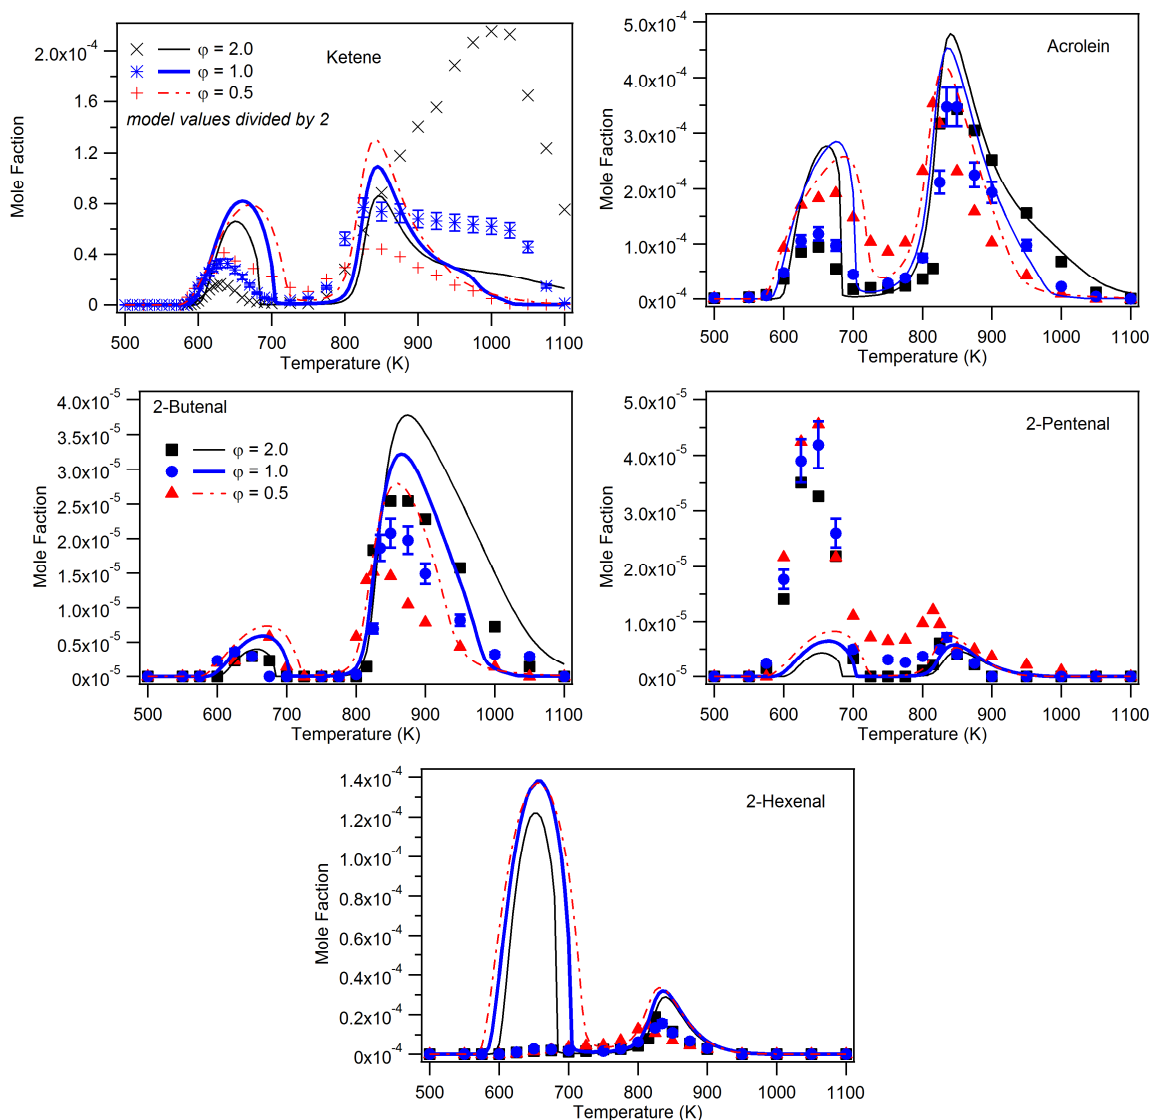 Ketene
φ = 2.0
φ = 1.0
φ = 0.5
model values divided by 2
2.0x10-4
1.6
1.2
0.8
0.4
0
Mole Faction
500 600 700 800 900 1000 1100
Temperature (K)
Acrolein
5.0x10-4
4.0x10-4
3.0x10-4
2.0x10-4
1.0x10-4
0x10-4
Mole Fraction
500 600 700 800 900 1000 1100
Temperature (K)
2-Butenal
φ = 2.0
φ = 1.0
φ = 0.5
4.0x10-5
3.5x10-5
3.0x10-5
2.5x10-5
2.0x10-5
1.5x10-5
1.0x10-5
0.5x10-5
0x10-5
Mole Fraction
500 600 700 800 900 1000 1100
Temperature (K)
2-Pentenal
5.0x10-5
4.0x10-5
3.0x10-5
2.0x10-5
1.0x10-5
0x10-5
Mole Fraction
500 600 700 800 900 1000 1100
Temperature (K)
2-Hexenal
1.4x10-4
1.2x10-4
1.0x10-4
0.8x10-4
0.6x10-4
0.4x10-4
0.2x10-4
0x10-4
Mole Fraction
500 600 700 800 900 1000 1100
Temperature (K)